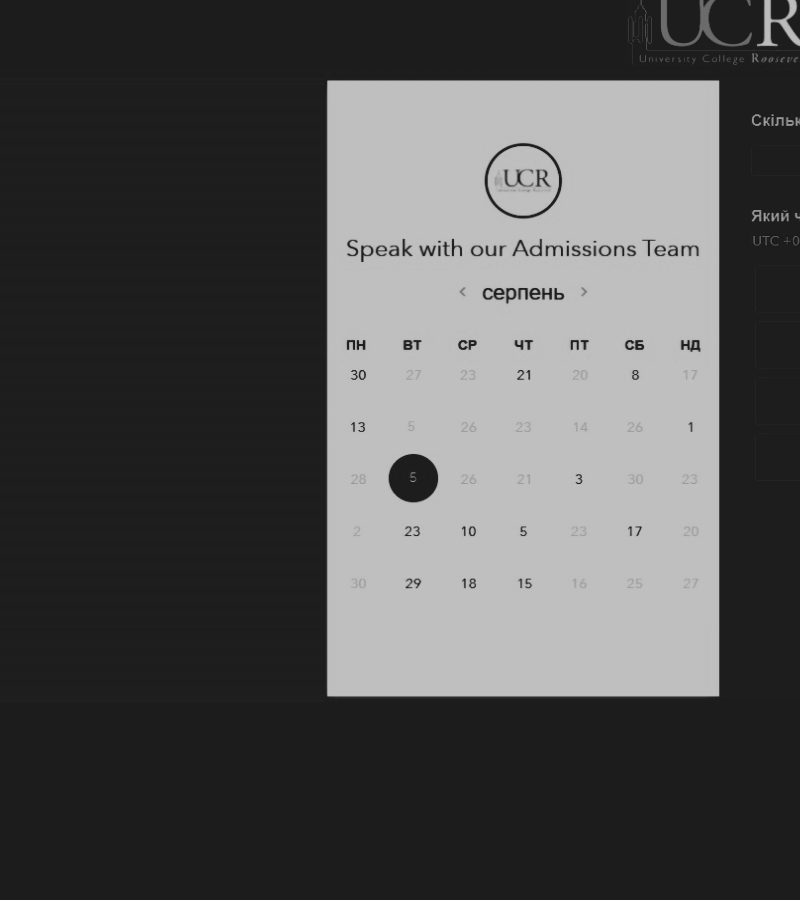 UCR
University College Rooseve
UCR
Speak with our Admissions Team
< серпень >
ПН ВТ СР ЧТ ПТ СБ НД
30 27 23 21 20 8 17
13 5 26 23 14 26 1
28 5 26 21 3 30 23
2 23 10 5 23 17 20
30 29 18 15 16 25 27
Скільк
Який ч
UTC +0